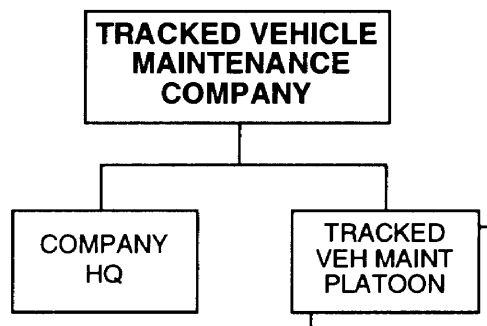 TRACKED VEHICLE
MAINTENANCE
COMPANY
COMPANY
HQ
TRACKED
VEH MAINT
PLATOON